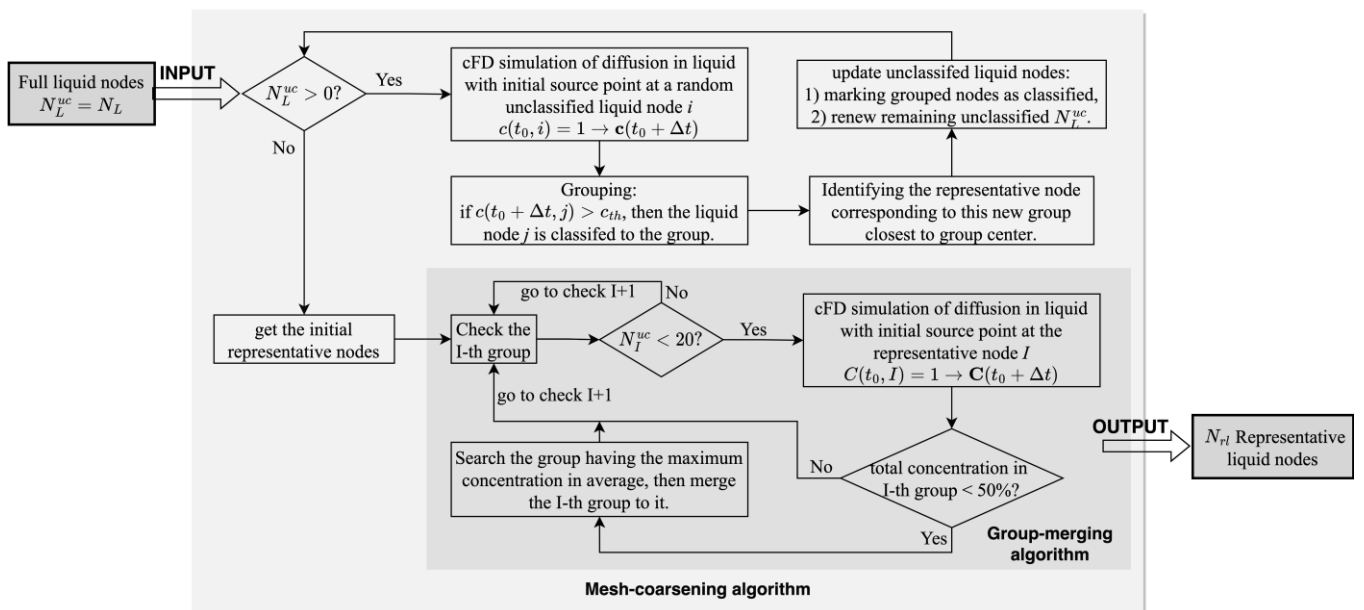 Full liquid nodes
$N_L^{uc} = N_L$
INPUT
$N_L^{uc} > 0?$
Yes
No
cFD simulation of diffusion in liquid
with initial source point at a random
unclassified liquid node $i$
$c(t_0, i) = 1 \rightarrow \mathbf{c}(t_0 + \Delta t)$
Grouping:
if $c(t_0 + \Delta t, j) > c_{th}$, then the liquid
node $j$ is classifed to the group.
Identifying the representative node
corresponding to this new group
closest to group center.
update unclassifed liquid nodes:
1) marking grouped nodes as classified,
2) renew remaining unclassified $N_L^{uc}$.
get the initial
representative nodes
Check the
I-th group
go to check I+1
No
$N_I^{uc} < 20?$
Yes
cFD simulation of diffusion in liquid
with initial source point at the
representative node $I$
$C(t_0, I) = 1 \rightarrow \mathbf{C}(t_0 + \Delta t)$
total concentration in
I-th group < 50%?
No
Yes
go to check I+1
Search the group having the maximum
concentration in average, then merge
the I-th group to it.
Group-merging
algorithm
Mesh-coarsening algorithm
OUTPUT
$N_{rl}$ Representative
liquid nodes